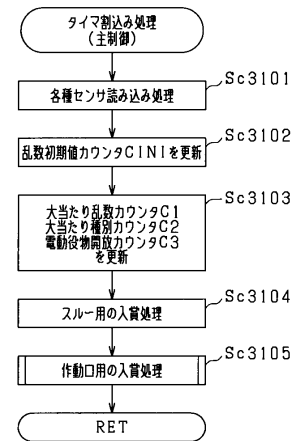 タイマ割込み処理
（主制御）
各種センサ読み込み処理
Sc3101
乱数初期値カウンタCINIを更新
Sc3102
大当たり乱数カウンタC1
大当たり種別カウンタC2
電動役物開放カウンタC3
を更新
Sc3103
スルー用の入賞処理
Sc3104
作動口用の入賞処理
Sc3105
RET